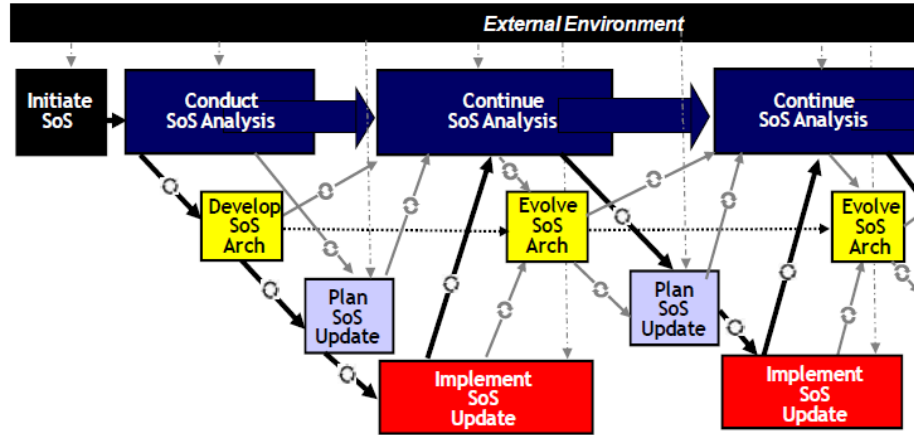 External Environment
Initiate
SoS
Conduct
SoS Analysis
Continue
SoS Analysis
Continue
SoS Analysis
Develop
SoS
Arch
Evolve
SoS
Arch
Evolve
SoS
Arch
Plan
SoS
Update
Plan
SoS
Update
Implement
SoS
Update
Implement
SoS
Update